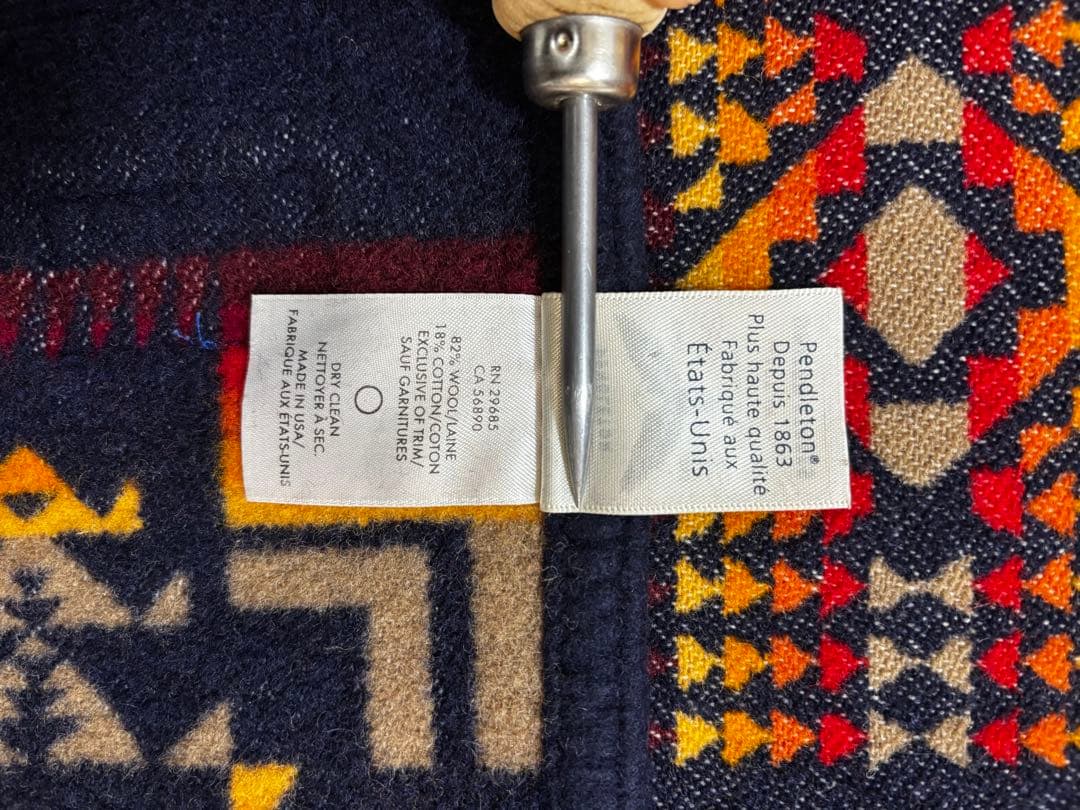 RN 29685
CA 56890
82% WOOL/LAINE
18% COTTON/COTON
EXCLUSIVE OF TRIM/
SAUF GARNITURES
DRY CLEAN
NETTOYER À SEC.
MADE IN USA/
FABRIQUE AUX ÉTATS-UNIS
Pendleton®
Depuis 1863
Plus haute qualité
Fabriqué aux
États-Unis